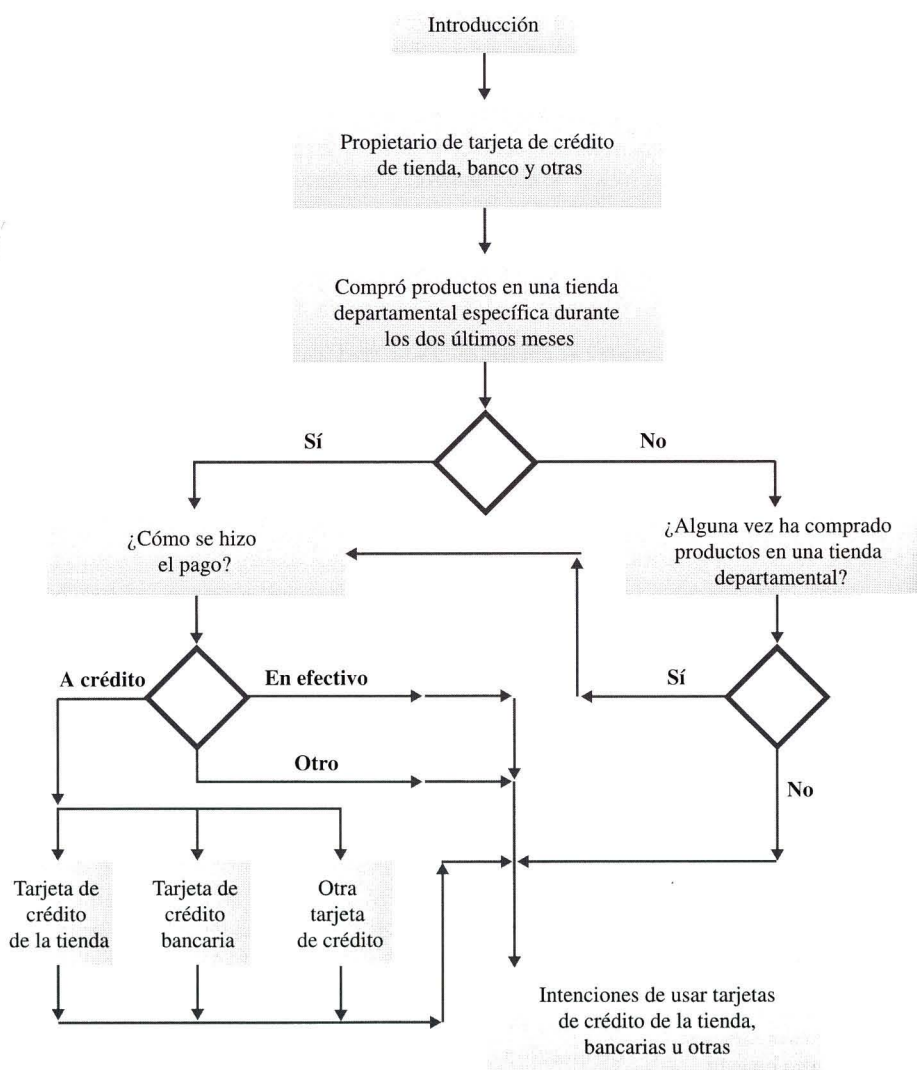 Introducción
Propietario de tarjeta de crédito
de tienda, banco y otras
Compró productos en una tienda
departamental específica durante
los dos últimos meses
Sí
No
¿Cómo se hizo
el pago?
¿Alguna vez ha comprado
productos en una tienda
departamental?
A crédito
En efectivo
Sí
Otro
No
Tarjeta de
crédito
de la tienda
Tarjeta de
crédito
bancaria
Otra
tarjeta
de crédito
Intenciones de usar tarjetas
de crédito de la tienda,
bancarias u otras